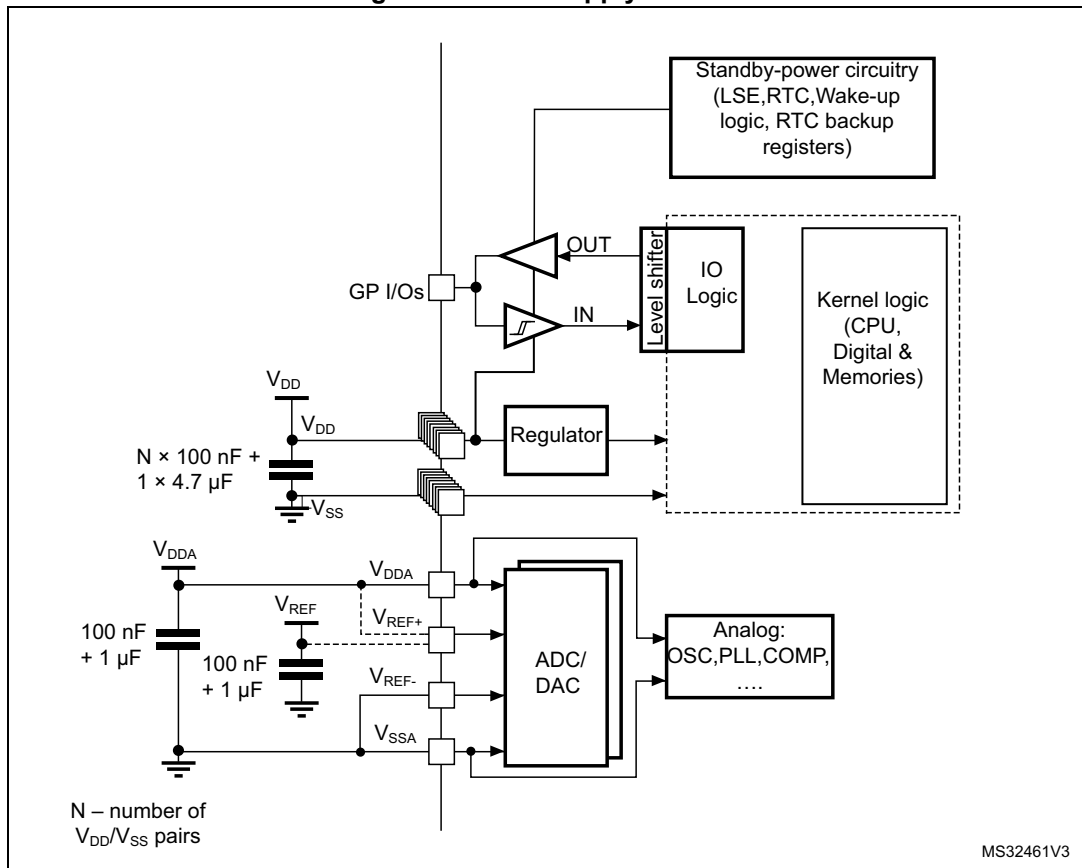 Standby-power circuitry
(LSE,RTC,Wake-up
logic, RTC backup
registers)
OUT
IN
GP I/Os
Level shifter
IO
Logic
Kernel logic
(CPU,
Digital &
Memories)
VDD
VDD
N × 100 nF +
1 × 4.7 µF
Regulator
VSS
VDDA
VDDA
VREF
VREF+
100 nF
+ 1 µF
100 nF
+ 1 µF
VREF-
VSSA
ADC/
DAC
Analog:
OSC,PLL,COMP,
….
N – number of
VDD/VSS pairs
MS32461V3